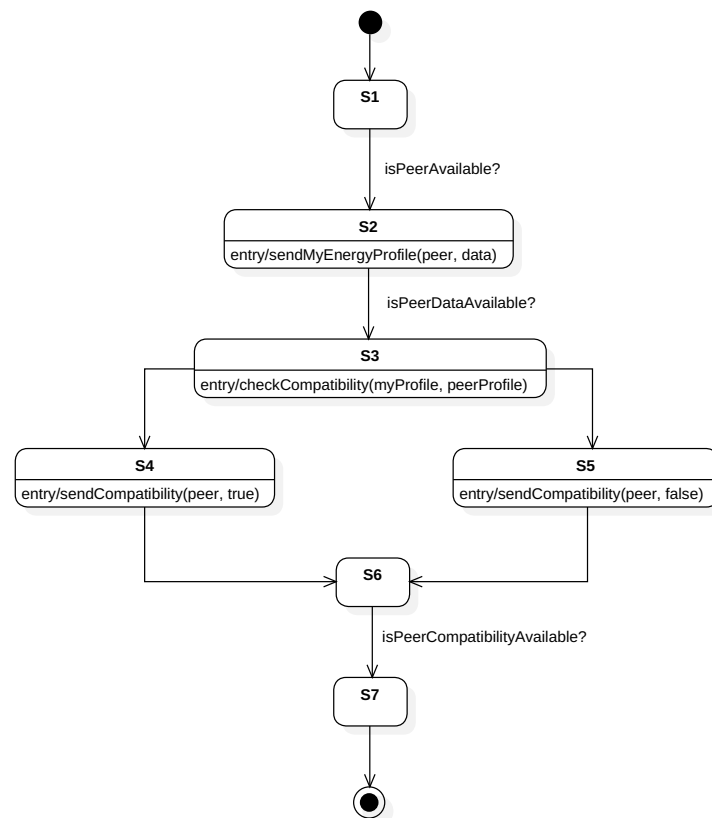 S1
isPeerAvailable?
S2
entry/sendMyEnergyProfile(peer, data)
isPeerDataAvailable?
S3
entry/checkCompatibility(myProfile, peerProfile)
S4
entry/sendCompatibility(peer, true)
S5
entry/sendCompatibility(peer, false)
S6
isPeerCompatibilityAvailable?
S7